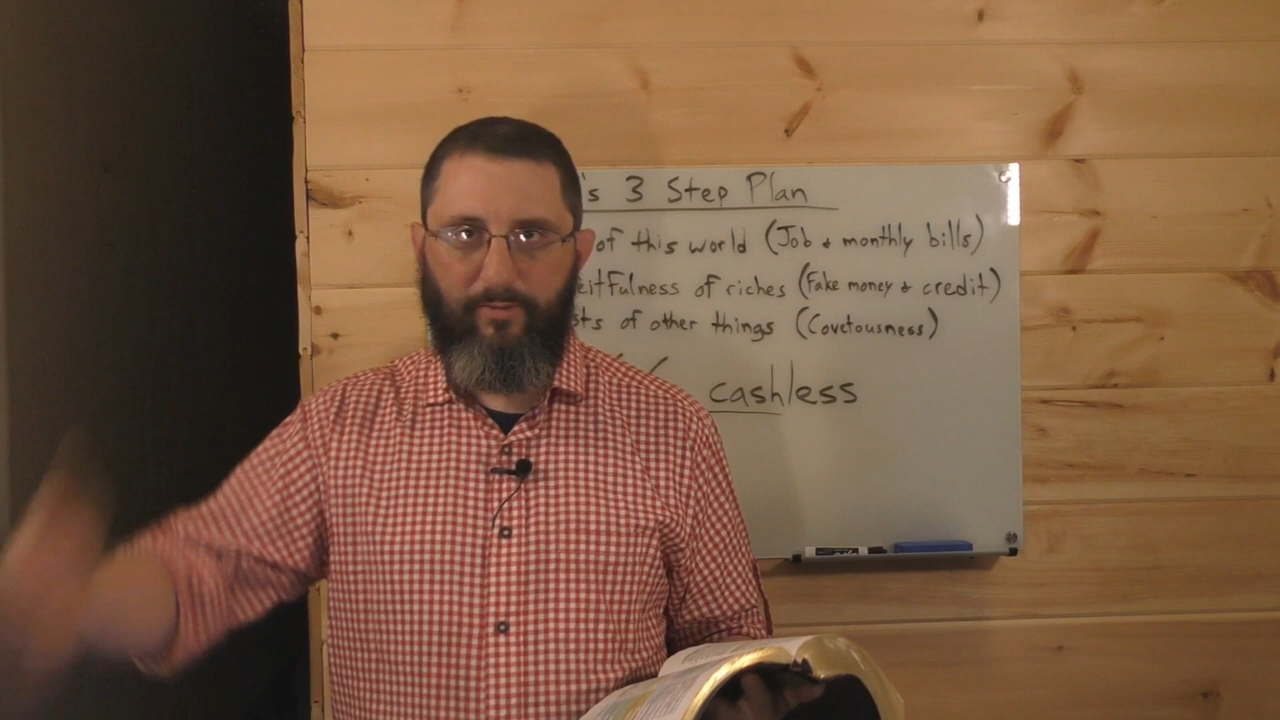 's 3 Step Plan
of this world (Job & monthly bills)
eitfulness of riches (Fake money & credit)
sts of other things (Covetousness)
cashless